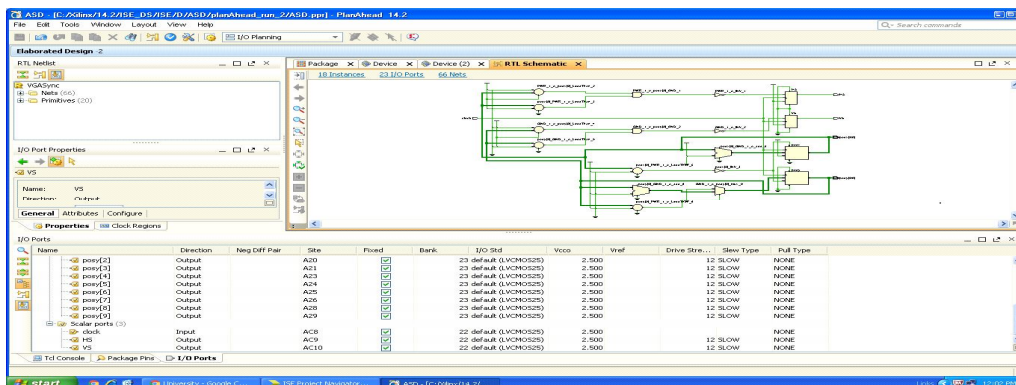 ASD - [C:/Xilinx/14.2/ISE_DS/ISE/D/ASD/planAhead_run_2/ASD.ppr] - PlanAhead 14.2
File Edit Tools Window Layout View Help
Search commands
I/O Planning
Elaborated Design -2
RTL Netlist
VGASync
Nets (66)
Primitives (20)
Package Device Device (2) RTL Schematic
18 Instances 23 I/O Ports 66 Nets
I/O Port Properties
VS
Name: VS
Direction: Output
General Attributes Configure
Properties Clock Regions
I/O Ports
Name Direction Neg Diff Pair Site Fixed Bank I/O Std Vcco Vref Drive Stre... Slew Type Pull Type
posy[2] Output A20 23 default (LVCMOS25) 2.500 12 SLOW NONE
posy[3] Output A21 23 default (LVCMOS25) 2.500 12 SLOW NONE
posy[4] Output A23 23 default (LVCMOS25) 2.500 12 SLOW NONE
posy[5] Output A24 23 default (LVCMOS25) 2.500 12 SLOW NONE
posy[6] Output A25 23 default (LVCMOS25) 2.500 12 SLOW NONE
posy[7] Output A26 23 default (LVCMOS25) 2.500 12 SLOW NONE
posy[8] Output A28 23 default (LVCMOS25) 2.500 12 SLOW NONE
posy[9] Output A29 23 default (LVCMOS25) 2.500 12 SLOW NONE
Scalar ports (3)
clock Input AC8 22 default (LVCMOS25) 2.500 NONE
HS Output AC9 22 default (LVCMOS25) 2.500 12 SLOW NONE
VS Output AC10 22 default (LVCMOS25) 2.500 12 SLOW NONE
Tcl Console Package Pins I/O Ports
start University - Google C... ISE Project Navigator... ASD - [C:/Xilinx/14.2/... Links 12:02 PM